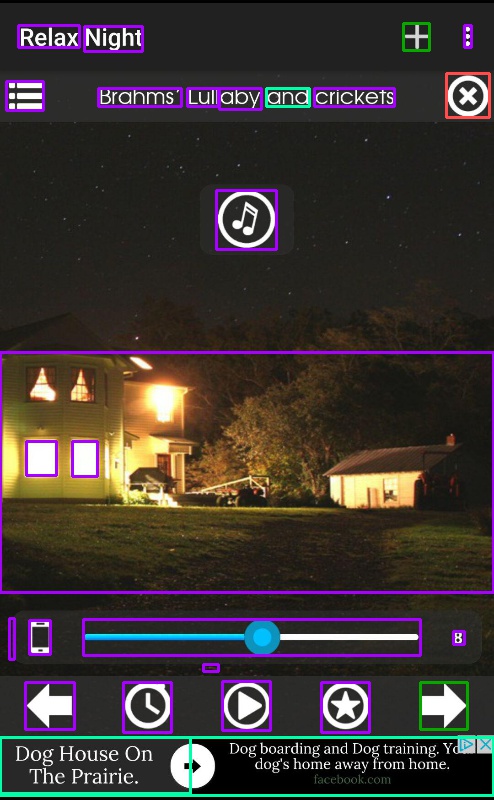 Relax Night
Brahms' Lullaby and crickets
8
Dog House On
The Prairie.
Dog boarding and Dog training. Yo
dog's home away from home.
facebook.com